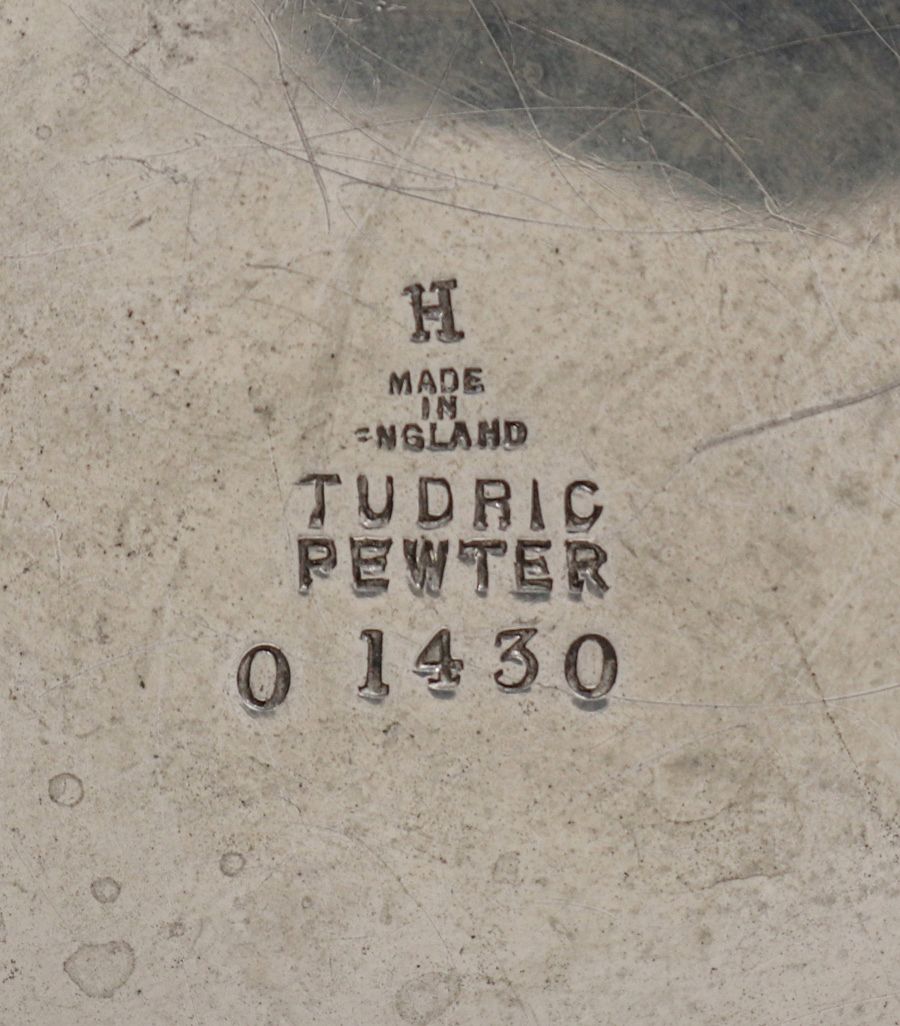 H
MADE
IN
ENGLAND
TUDRIC
PEWTER
0 1430